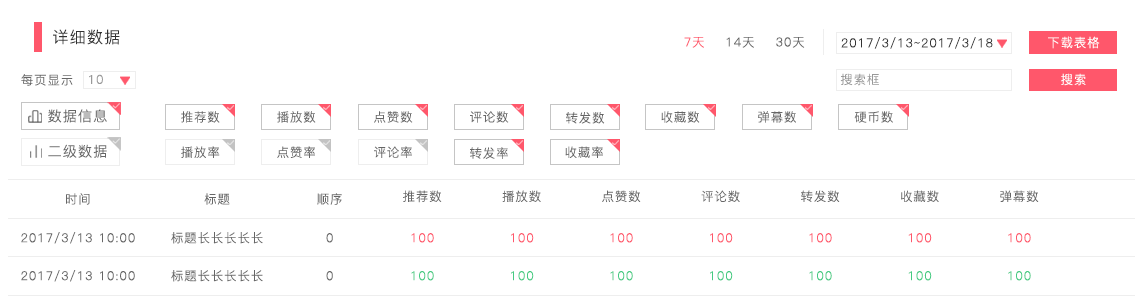 详细数据
7天 14天 30天 2017/3/13~2017/3/18 下载表格
每页显示 10 搜索框 搜索
数据信息 推荐数 播放数 点赞数 评论数 转发数 收藏数 弹幕数 硬币数
二级数据 播放率 点赞率 评论率 转发率 收藏率
时间 标题 顺序 推荐数 播放数 点赞数 评论数 转发数 收藏数 弹幕数
2017/3/13 10:00 标题长长长长长 0 100 100 100 100 100 100 100
2017/3/13 10:00 标题长长长长长 0 100 100 100 100 100 100 100